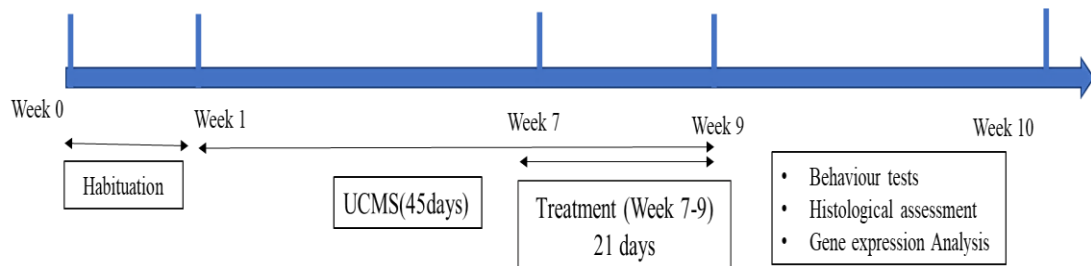 Week 0
Week 1
Week 7
Week 9
Week 10
Habituation
UCMS(45days)
Treatment (Week 7-9)
21 days
• Behaviour tests
• Histological assessment
• Gene expression Analysis